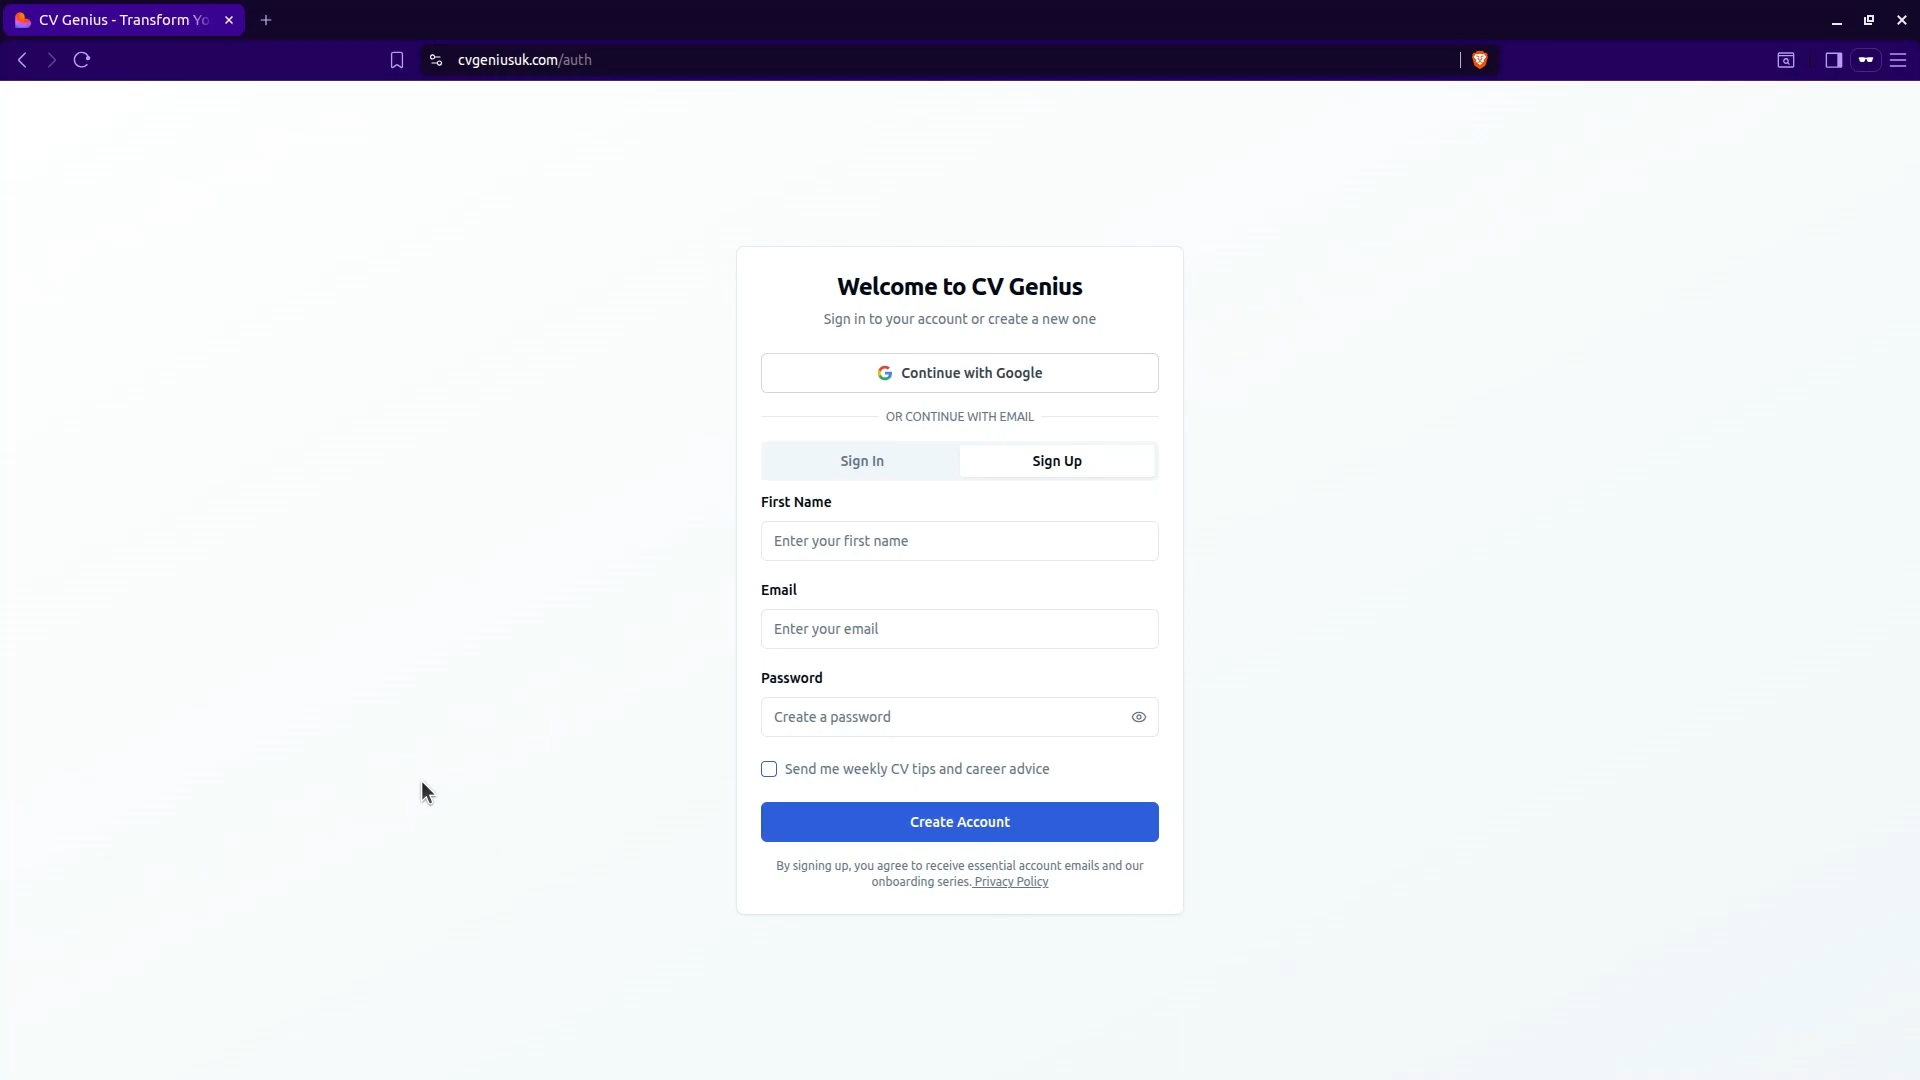 CV Genius - Transform Yo
cvgeniusuk.com/auth
Welcome to CV Genius
Sign in to your account or create a new one
Continue with Google
OR CONTINUE WITH EMAIL
Sign In
Sign Up
First Name
Enter your first name
Email
Enter your email
Password
Create a password
Send me weekly CV tips and career advice
Create Account
By signing up, you agree to receive essential account emails and our
onboarding series. Privacy Policy